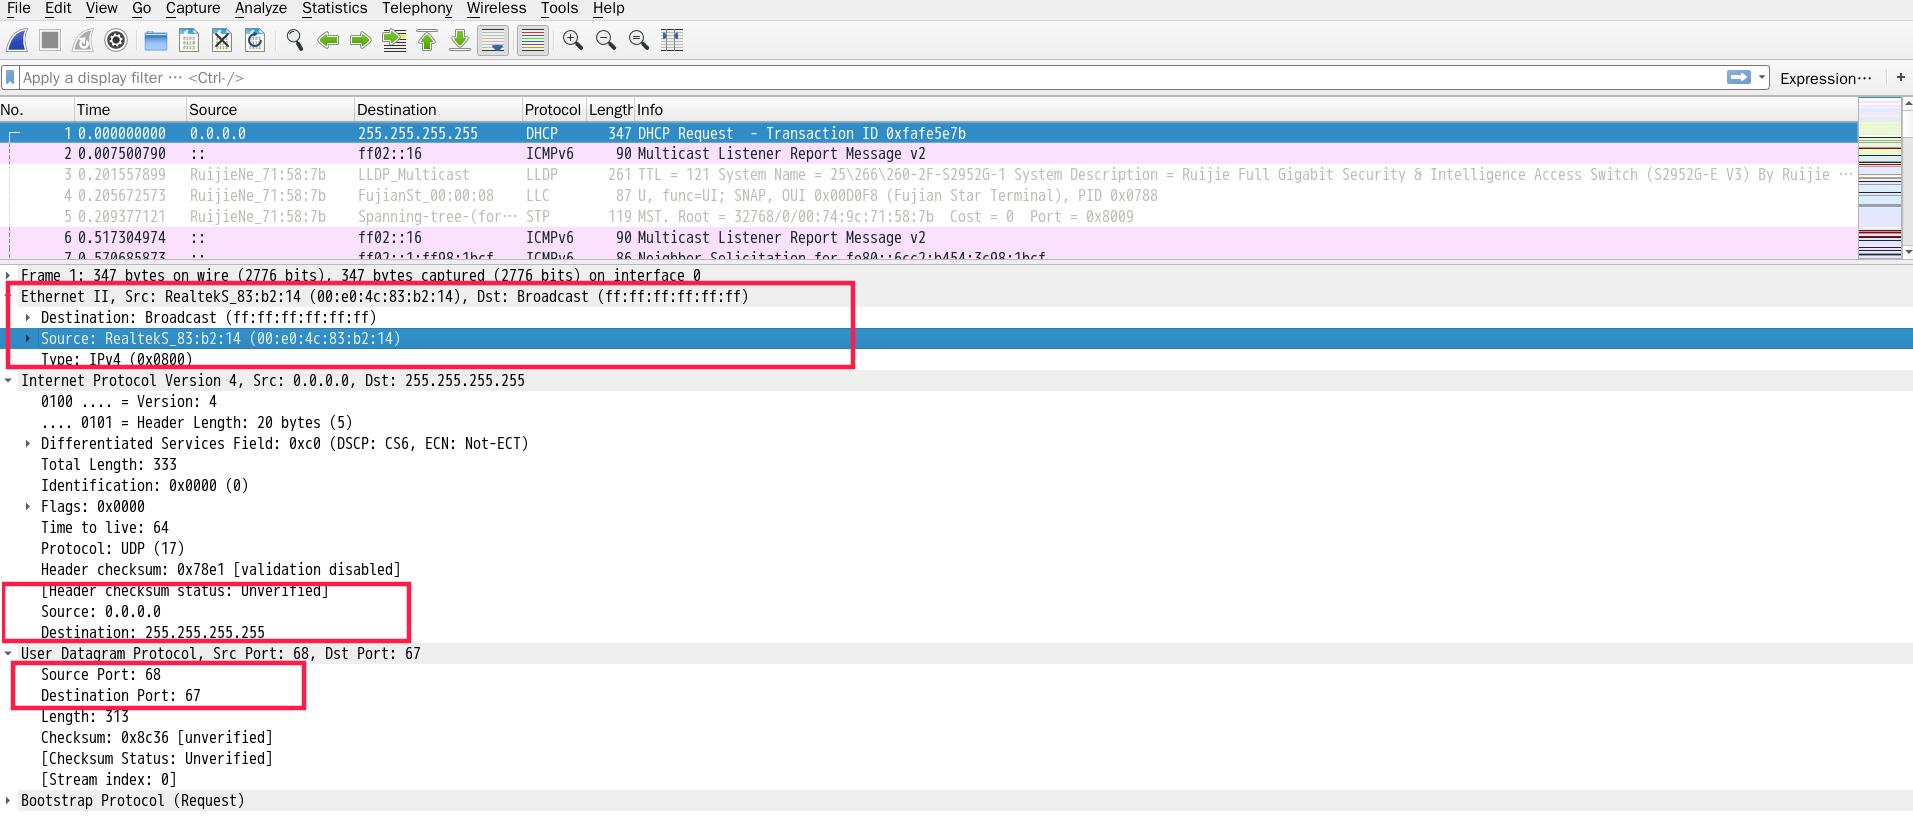 File Edit View Go Capture Analyze Statistics Telephony Wireless Tools Help
Apply a display filter ⋯ <Ctrl-/> Expression⋯ +
No. Time Source Destination Protocol Length Info
1 0.000000000 0.0.0.0 255.255.255.255 DHCP 347 DHCP Request - Transaction ID 0xfafe5e7b
2 0.007500790 :: ff02::16 ICMPv6 90 Multicast Listener Report Message v2
3 0.201557899 RuijieNe_71:58:7b LLDP_Multicast LLDP 261 TTL = 121 System Name = 25\266\260-2F-S2952G-1 System Description = Ruijie Full Gigabit Security & Intelligence Access Switch (S2952G-E V3) By Ruijie ⋯
4 0.205672573 RuijieNe_71:58:7b FujianSt_00:00:08 LLC 87 U, func=UI; SNAP, OUI 0x00D0F8 (Fujian Star Terminal), PID 0x0788
5 0.209377121 RuijieNe_71:58:7b Spanning-tree-(for⋯ STP 119 MST. Root = 32768/0/00:74:9c:71:58:7b Cost = 0 Port = 0x8009
6 0.517304974 :: ff02::16 ICMPv6 90 Multicast Listener Report Message v2
7 0.570685873 :: ff02::1:ff98:1bcf ICMPv6 86 Neighbor Solicitation for fe80::6cc2:b454:3c98:1bcf
Frame 1: 347 bytes on wire (2776 bits), 347 bytes captured (2776 bits) on interface 0
Ethernet II, Src: RealtekS_83:b2:14 (00:e0:4c:83:b2:14), Dst: Broadcast (ff:ff:ff:ff:ff:ff)
Destination: Broadcast (ff:ff:ff:ff:ff:ff)
Source: RealtekS_83:b2:14 (00:e0:4c:83:b2:14)
Type: IPv4 (0x0800)
Internet Protocol Version 4, Src: 0.0.0.0, Dst: 255.255.255.255
0100 .... = Version: 4
.... 0101 = Header Length: 20 bytes (5)
Differentiated Services Field: 0xc0 (DSCP: CS6, ECN: Not-ECT)
Total Length: 333
Identification: 0x0000 (0)
Flags: 0x0000
Time to live: 64
Protocol: UDP (17)
Header checksum: 0x78e1 [validation disabled]
[Header checksum status: Unverified]
Source: 0.0.0.0
Destination: 255.255.255.255
User Datagram Protocol, Src Port: 68, Dst Port: 67
Source Port: 68
Destination Port: 67
Length: 313
Checksum: 0x8c36 [unverified]
[Checksum Status: Unverified]
[Stream index: 0]
Bootstrap Protocol (Request)